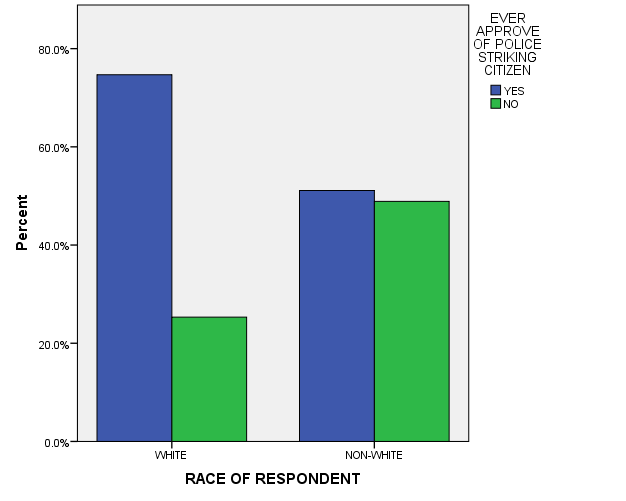 EVER
APPROVE
OF POLICE
STRIKING
CITIZEN
YES
NO
80.0%
60.0%
40.0%
20.0%
0.0%
Percent
WHITE
NON-WHITE
RACE OF RESPONDENT